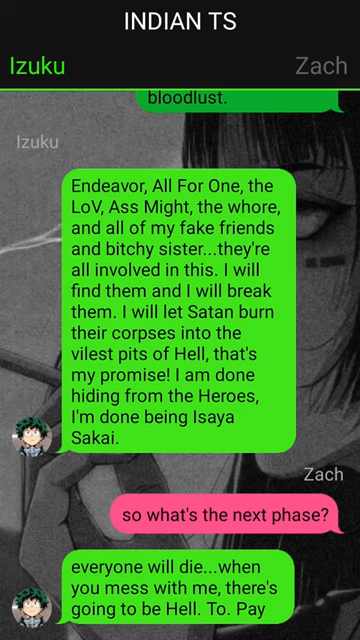 INDIAN TS
Izuku Zach
bloodlust.
Izuku
Endeavor, All For One, the
LoV, Ass Might, the whore,
and all of my fake friends
and bitchy sister...they're
all involved in this. I will
find them and I will break
them. I will let Satan burn
their corpses into the
vilest pits of Hell, that's
my promise! I am done
hiding from the Heroes,
I'm done being Isaya
Sakai.
Zach
so what's the next phase?
everyone will die...when
you mess with me, there's
going to be Hell. To. Pay